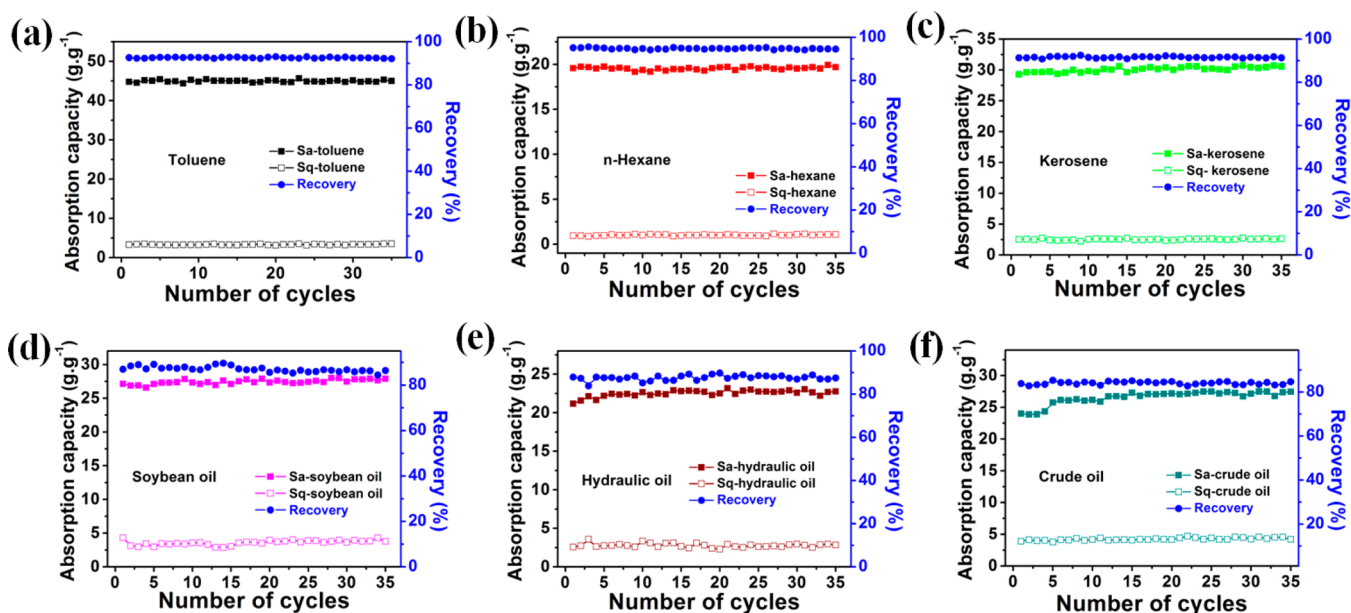 (a)
Absorption capacity (g.g-1)
50
45
40
35
30
25
20
15
10
5
0
Toluene
Sa-toluene
Sq-toluene
Recovery
100
80
60
40
20
0
Recovery (%)
0 10 20 30
Number of cycles
(b)
Absorption capacity (g.g-1)
20
15
10
5
0
n-Hexane
Sa-hexane
Sq-hexane
Recovery
100
80
60
40
20
0
Recovery (%)
0 5 10 15 20 25 30 35
Number of cycles
(c)
Absorption capacity (g.g-1)
35
30
25
20
15
10
5
0
Kerosene
Sa-kerosene
Sq- kerosene
Recovety
100
80
60
40
20
0
Recovery (%)
0 5 10 15 20 25 30 35
Number of cycles
(d)
Absorption capacity (g.g-1)
30
25
20
15
10
5
0
Soybean oil
Sa-soybean oil
Sq-soybean oil
Recovery
100
80
60
40
20
0
Recovery (%)
0 5 10 15 20 25 30 35
Number of cycles
(e)
Absorption capacity (g.g-1)
25
20
15
10
5
0
Hydraulic oil
Sa-hydraulic oil
Sq-hydraulic oil
Recovery
100
80
60
40
20
0
Recovery (%)
0 5 10 15 20 25 30 35
Number of cycles
(f)
Absorption capacity (g.g-1)
30
25
20
15
10
5
0
Crude oil
Sa-crude oil
Sq-crude oil
Recovery
80
60
40
20
0
Recovery (%)
0 5 10 15 20 25 30 35
Number of cycles